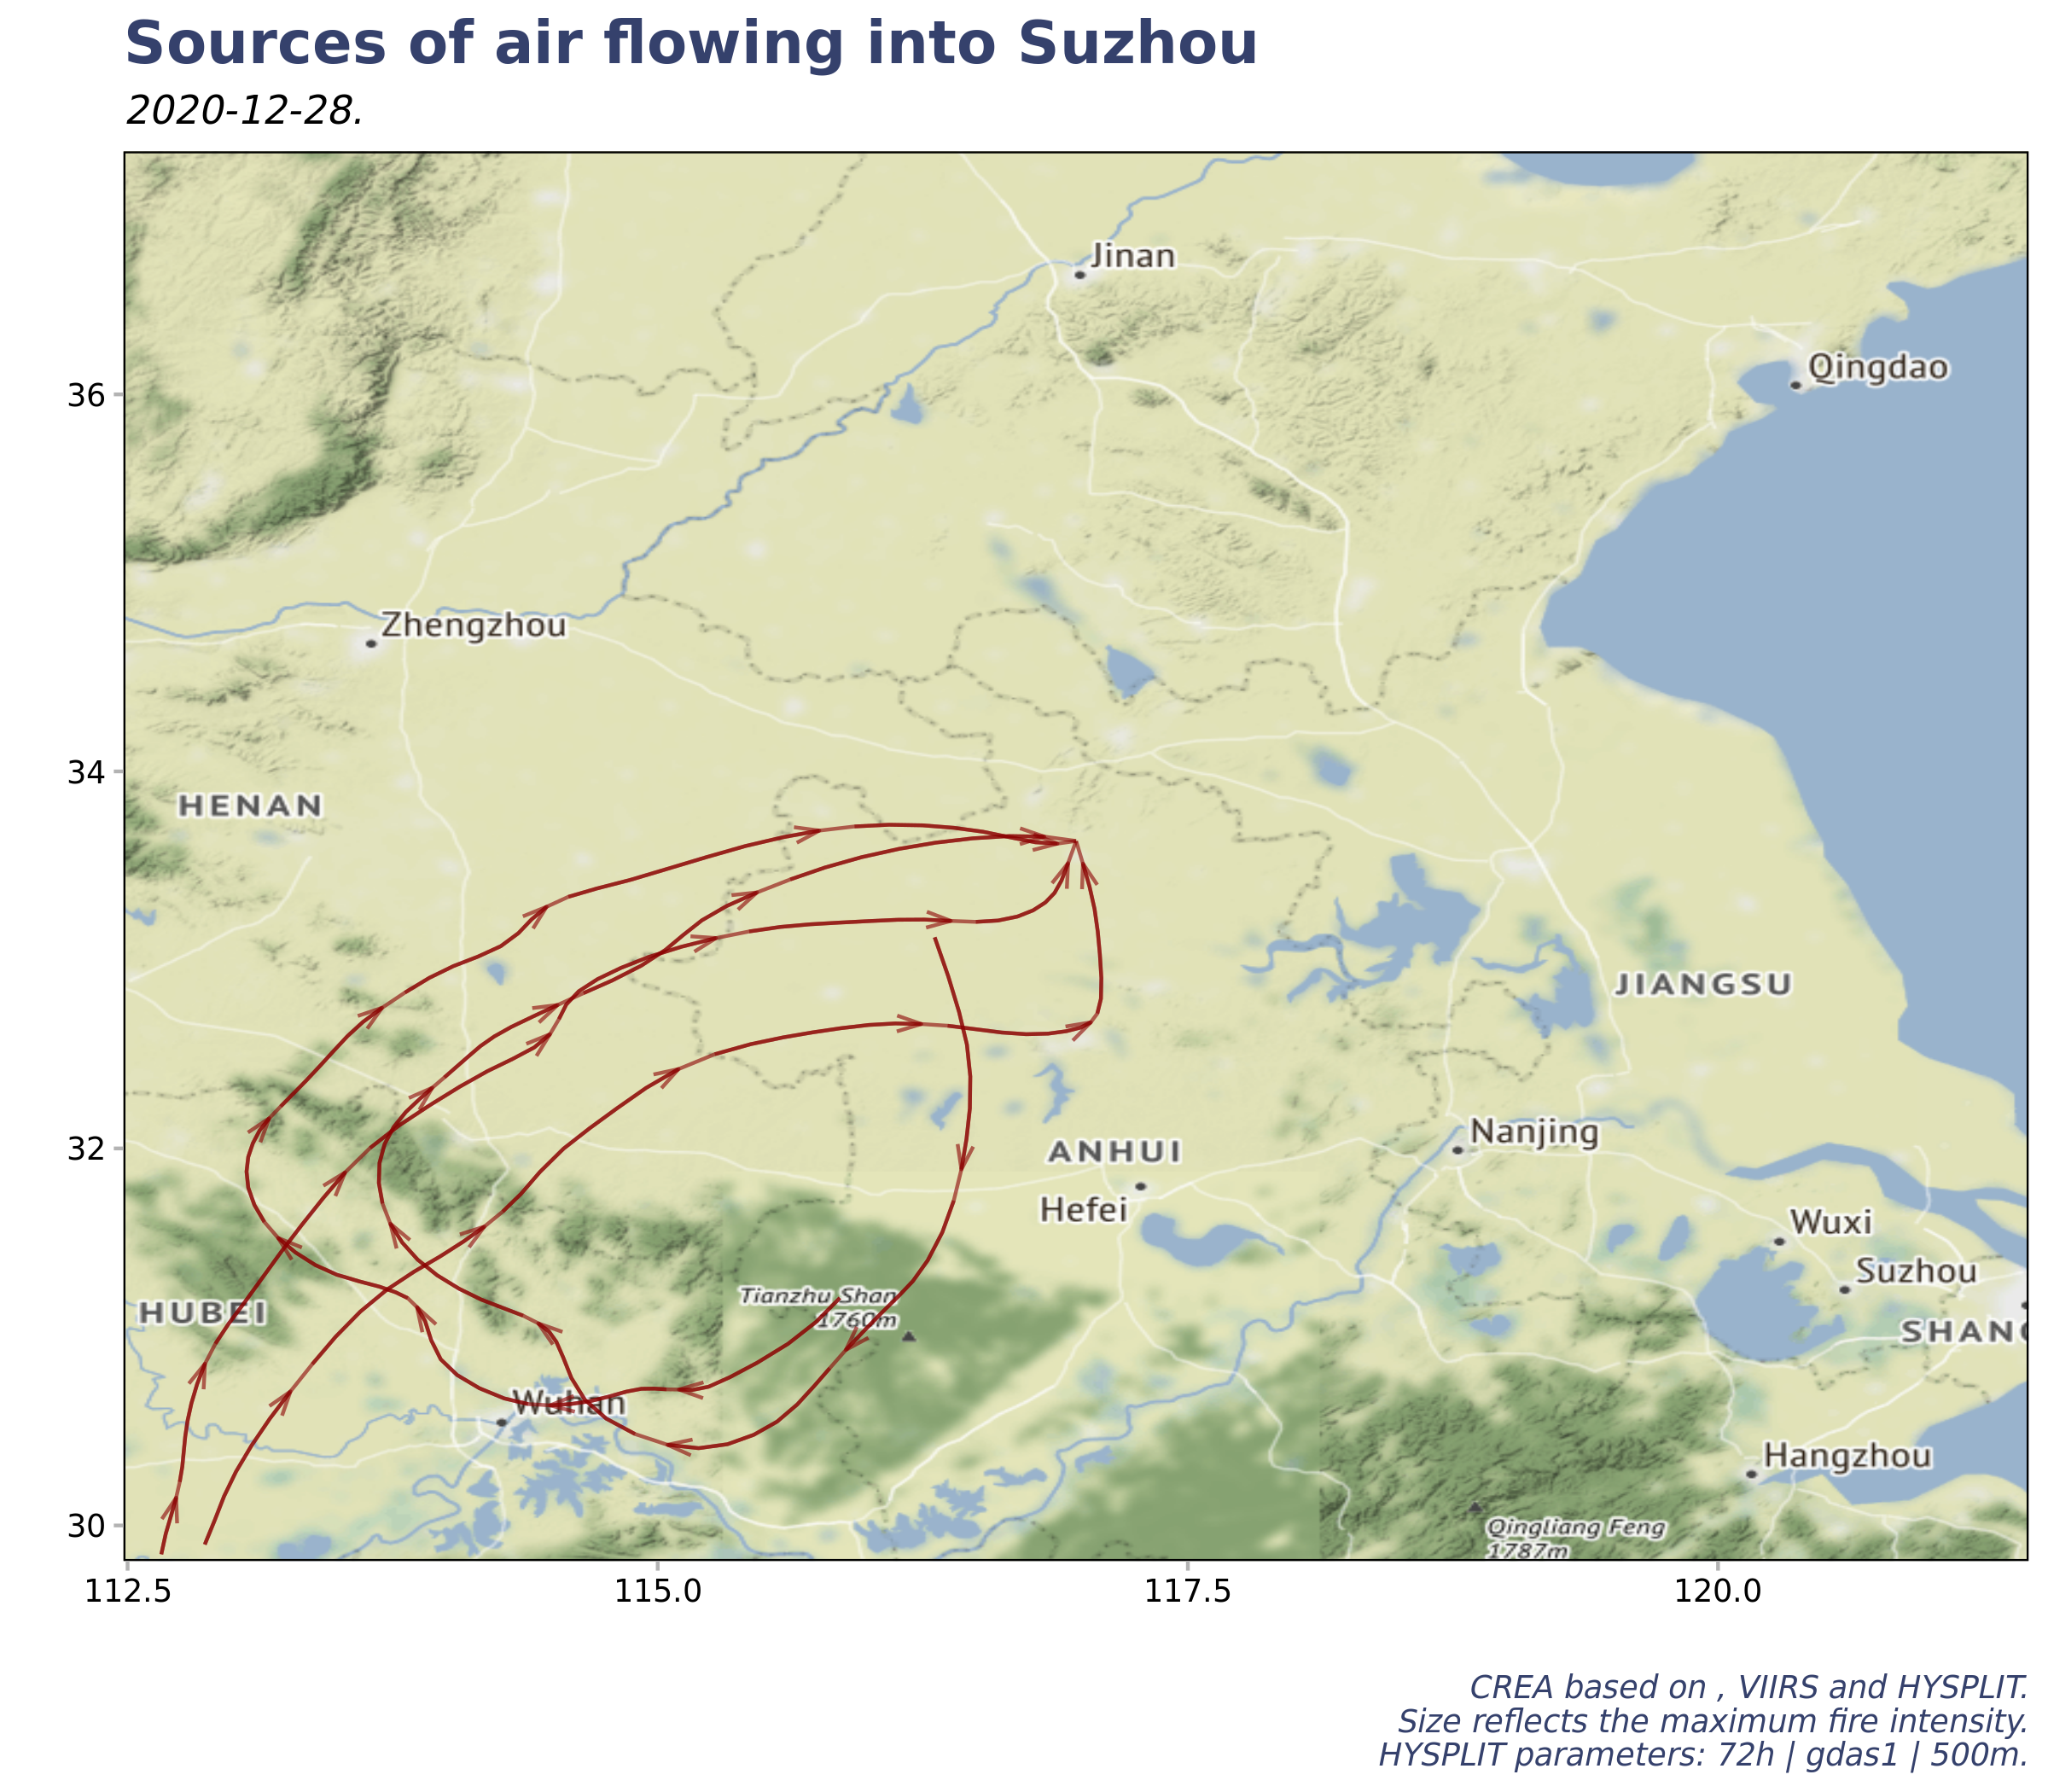 Sources of air flowing into Suzhou
2020-12-28.
Jinan
Qingdao
36
Zhengzhou
34
HENAN
JIANGSU
Nanjing
32
ANHUI
Hefei
Wuxi
Suzhou
Tianzhu Shan
1760m
HUBEI
SHANG
Wuhan
Hangzhou
30
Qingliang Feng
1787m
112.5
115.0
117.5
120.0
CREA based on , VIIRS and HYSPLIT.
Size reflects the maximum fire intensity.
HYSPLIT parameters: 72h | gdas1 | 500m.